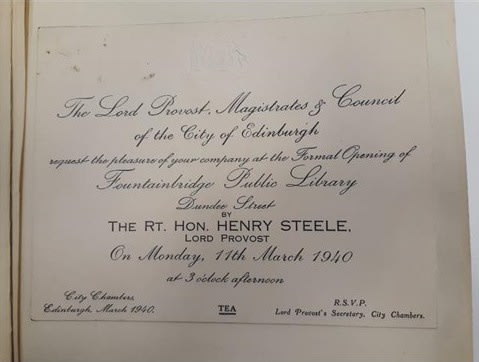 The Lord Provost, Magistrates & Council
of the City of Edinburgh
request the pleasure of your company at the Formal Opening of
Fountainbridge Public Library
Dundee Street
BY
THE RT. HON. HENRY STEELE,
LORD PROVOST
On Monday, 11th March 1940
at 3 o'clock afternoon
City Chambers,
Edinburgh, March 1940.
TEA
R.S.V.P.
Lord Provost's Secretary, City Chambers.